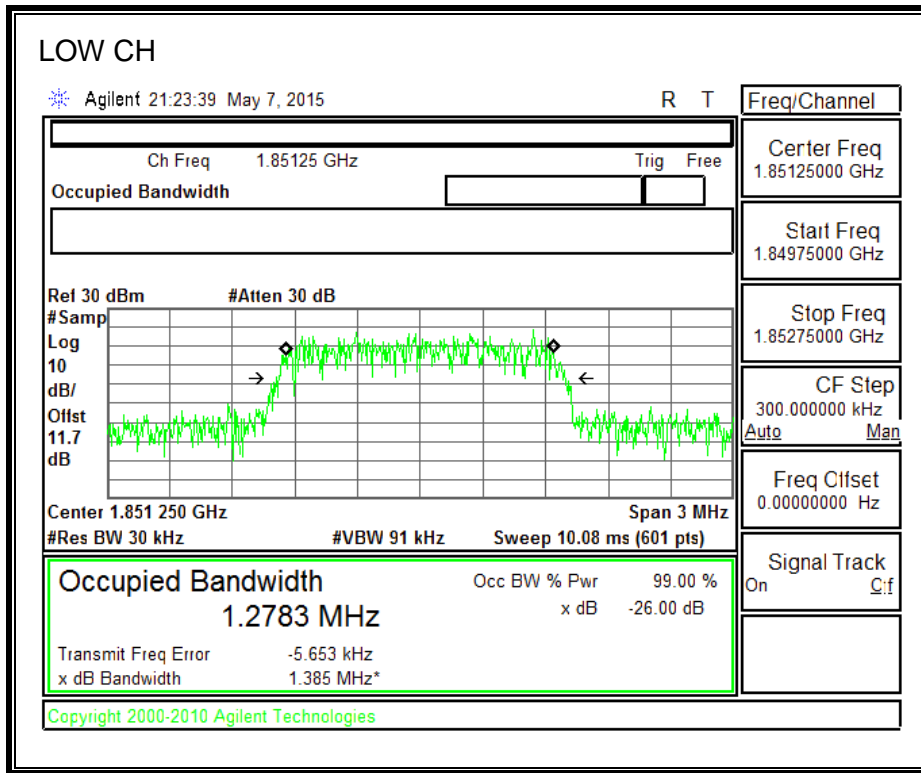 LOW CH
Agilent 21:23:39 May 7, 2015 R T
Freq/Channel
Ch Freq 1.85125 GHz Trig Free
Occupied Bandwidth
Center Freq
1.85125000 GHz
Start Freq
1.84975000 GHz
Stop Freq
1.85275000 GHz
CF Step
300.000000 kHz
Auto Man
Freq Offset
0.00000000 Hz
Signal Track
On Off
Ref 30 dBm #Atten 30 dB
#Samp
Log
10
dB/
Offst
11.7
dB
Center 1.851 250 GHz Span 3 MHz
#Res BW 30 kHz #VBW 91 kHz Sweep 10.08 ms (601 pts)
Occupied Bandwidth Occ BW % Pwr 99.00 %
1.2783 MHz x dB -26.00 dB
Transmit Freq Error -5.653 kHz
x dB Bandwidth 1.385 MHz*
Copyright 2000-2010 Agilent Technologies